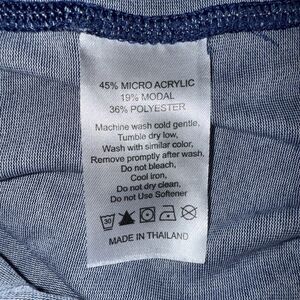 45% MICRO ACRYLIC
19% MODAL
36% POLYESTER
Machine wash cold gentle,
Tumble dry low,
Wash with similar color,
Remove promptly after wash,
Do not bleach,
Cool iron,
Do not dry clean,
Do not Use Softener
30
MADE IN THAILAND